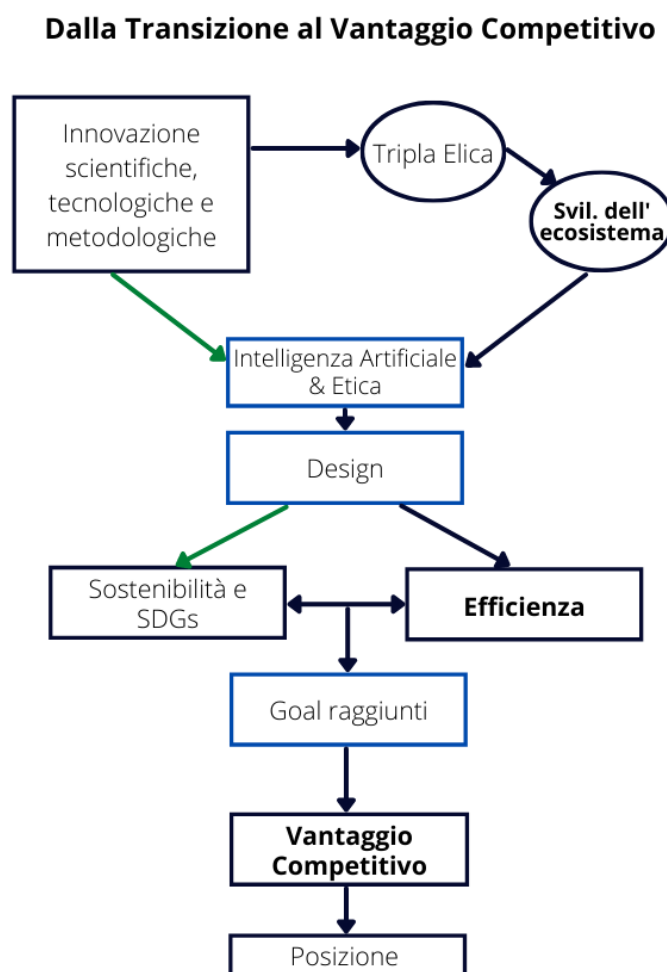 Dalla Transizione al Vantaggio Competitivo
Innovazione
scientifiche,
tecnologiche e
metodologiche
Tripla Elica
Svil. dell'
ecosistema
Intelligenza Artificiale
& Etica
Design
Sostenibilità e
SDGs
Efficienza
Goal raggiunti
Vantaggio
Competitivo
Posizione